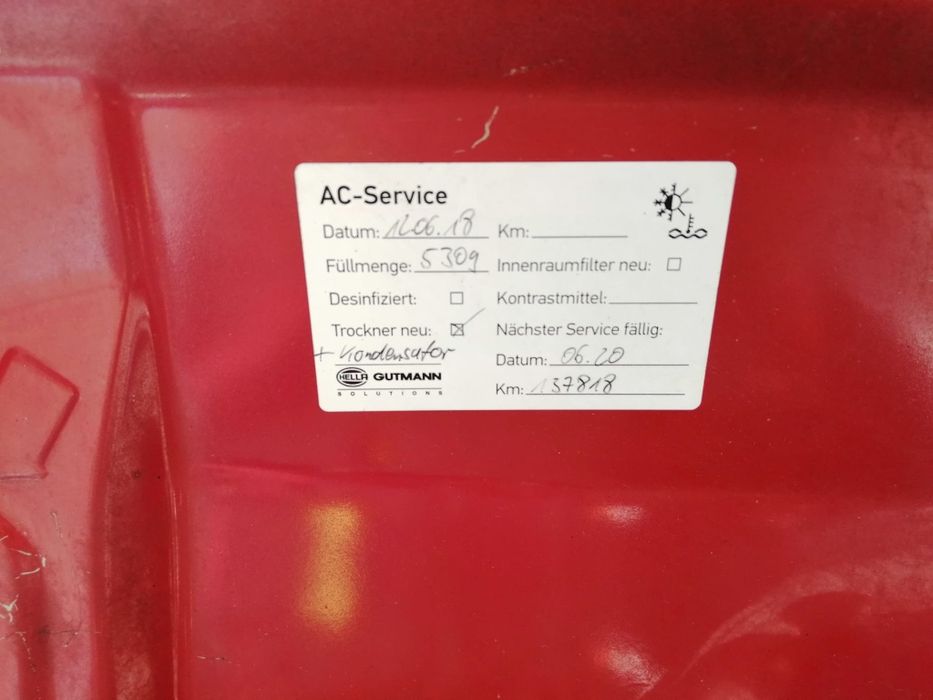 AC-Service
Datum: 12.06.18 Km:
Füllmenge: 530g Innenraumfilter neu:
Desinfiziert: Kontrastmittel:
Trockner neu: Nächster Service fällig:
+ Kondensator Datum: 06.20
HELLA GUTMANN
SOLUTIONS Km: 137818